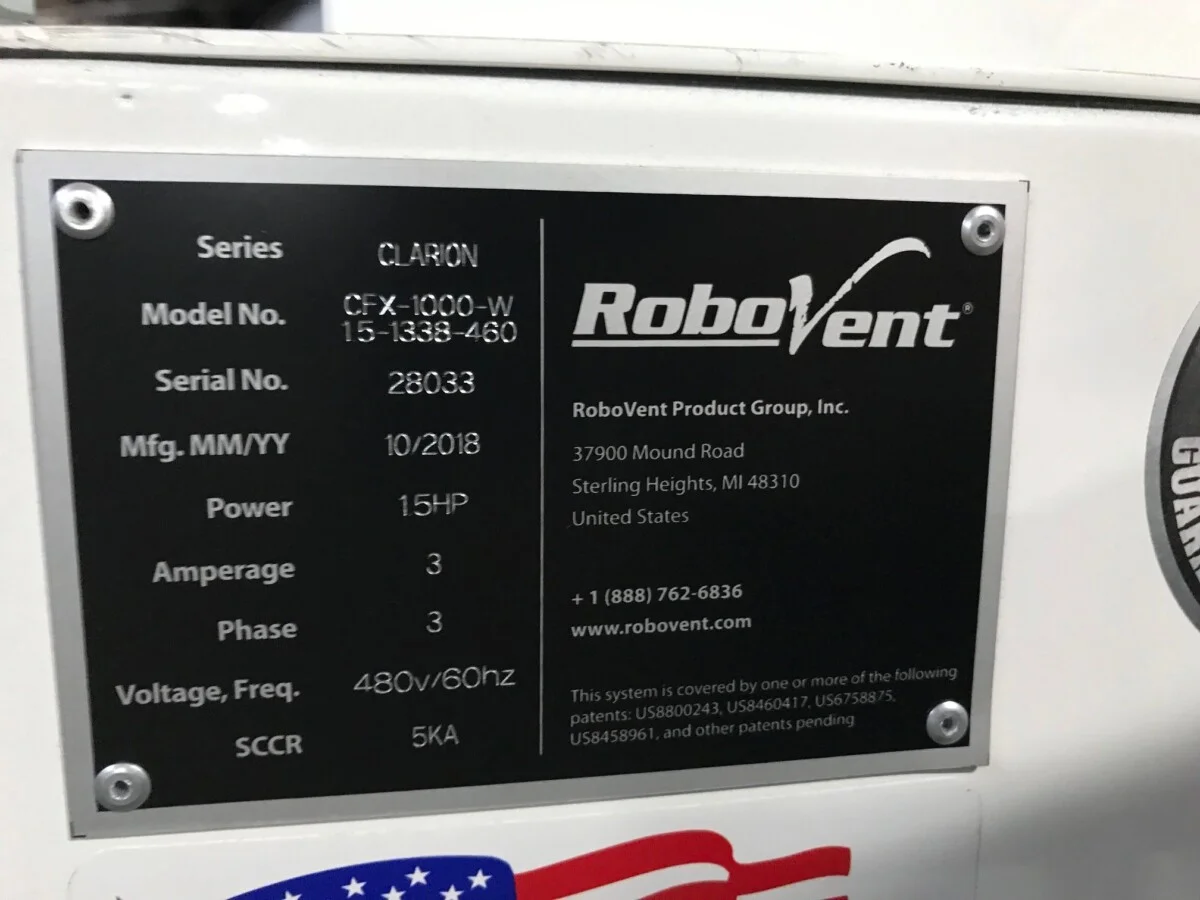 Series CLARION
Model No. CFX-1000-W
15-1338-460
Serial No. 28033
Mfg. MM/YY 10/2018
Power 1.5HP
Amperage 3
Phase 3
Voltage, Freq. 480v/60hz
SCCR 5KA
ROBOVENT®
RoboVent Product Group, Inc.
37900 Mound Road
Sterling Heights, MI 48310
United States
+ 1 (888) 762-6836
www.robovent.com
This system is covered by one or more of the following
patents: US8800243, US8460417, US6758875,
US8458961, and other patents pending